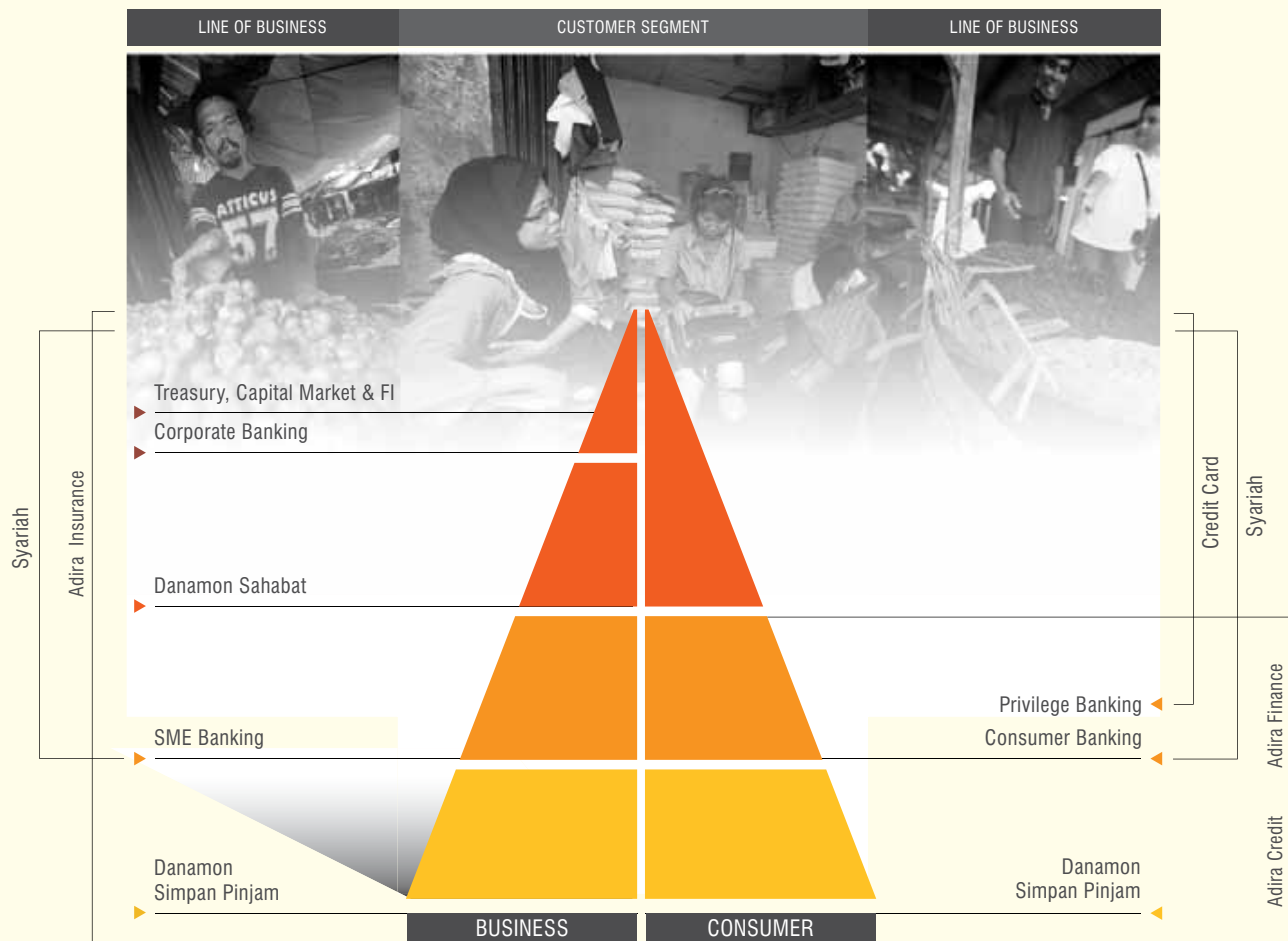 LINE OF BUSINESS
CUSTOMER SEGMENT
LINE OF BUSINESS
ATTICUS
57
Treasury, Capital Market & FI
Corporate Banking
Danamon Sahabat
SME Banking
Danamon
Simpan Pinjam
Syariah
Adira Insurance
Credit Card
Syariah
Privilege Banking
Consumer Banking
Adira Finance
Adira Credit
Danamon
Simpan Pinjam
BUSINESS
CONSUMER